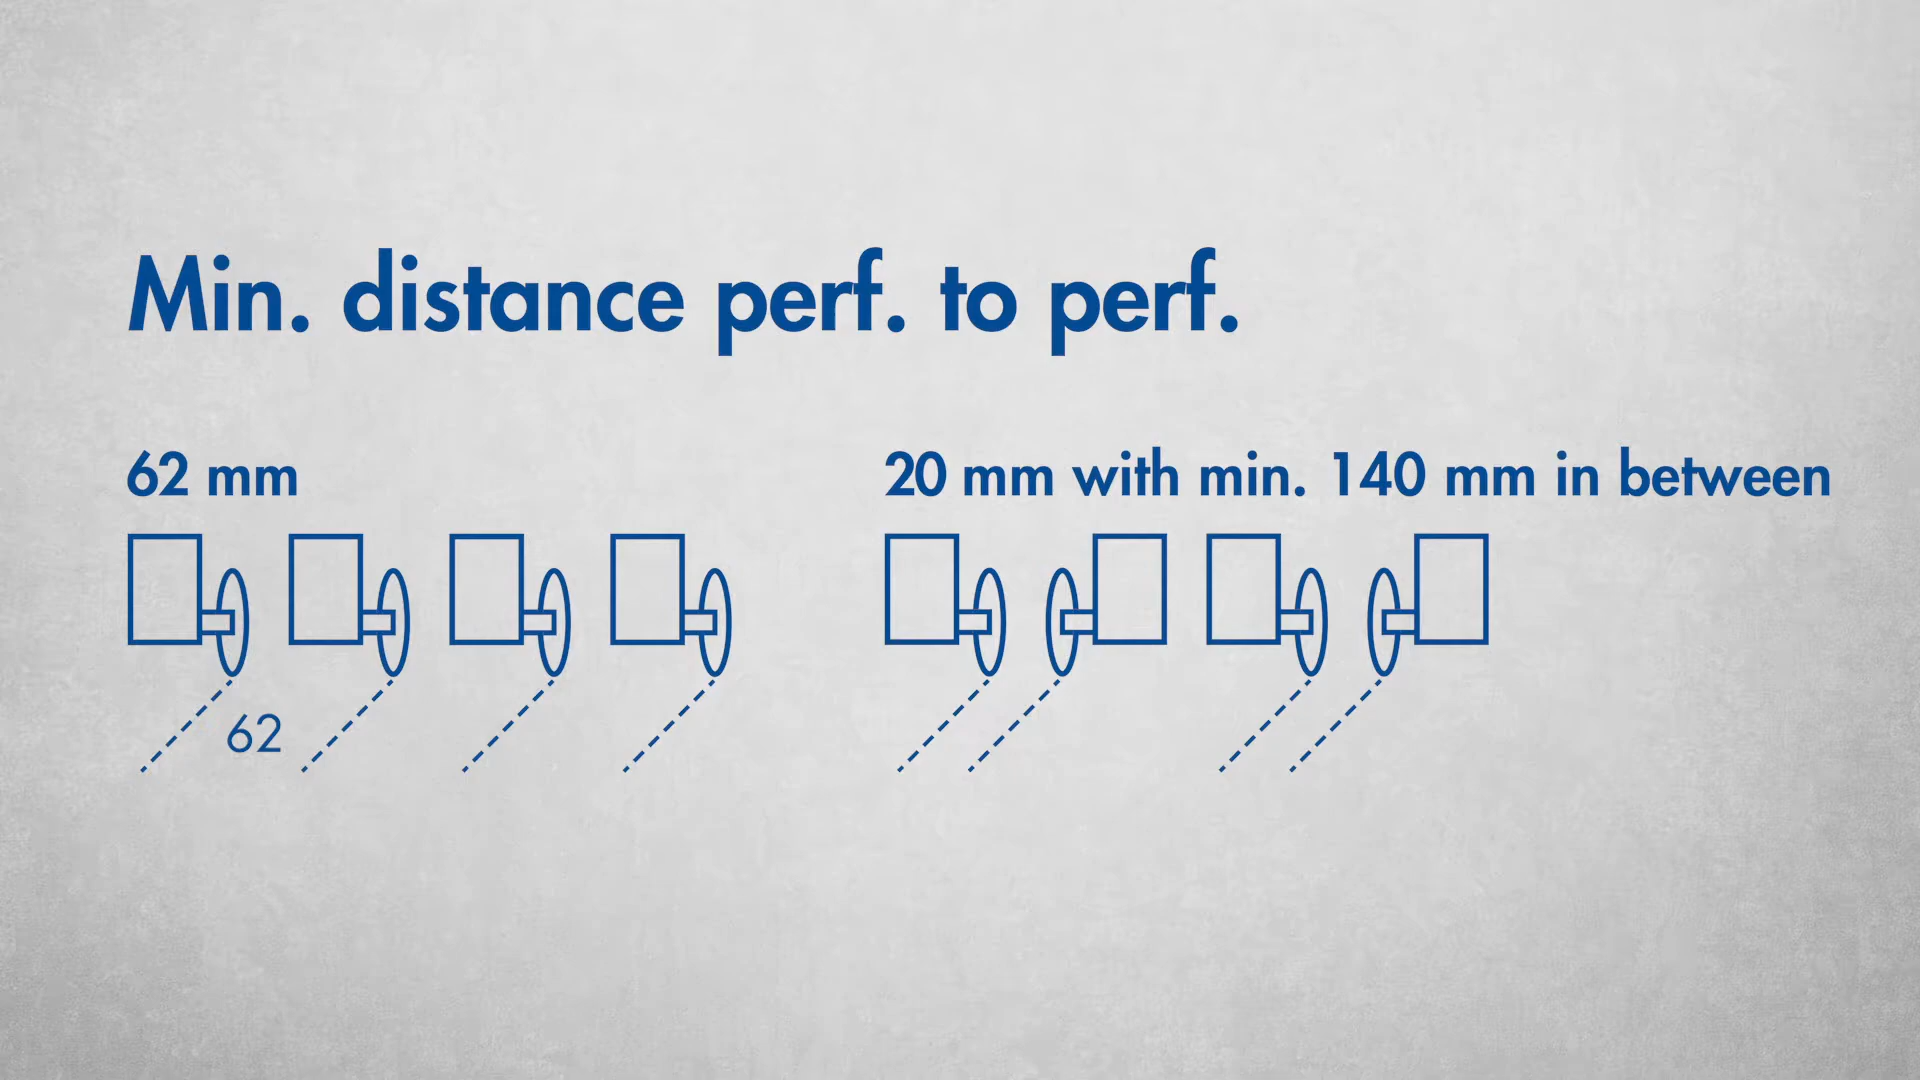 Min. distance perf. to perf.
62 mm
20 mm with min. 140 mm in between
62